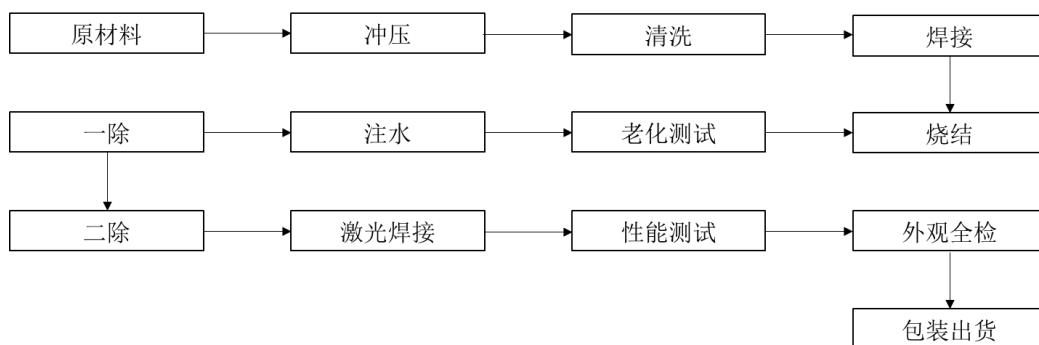 原材料
冲压
清洗
焊接
一除
注水
老化测试
烧结
二除
激光焊接
性能测试
外观全检
包装出货